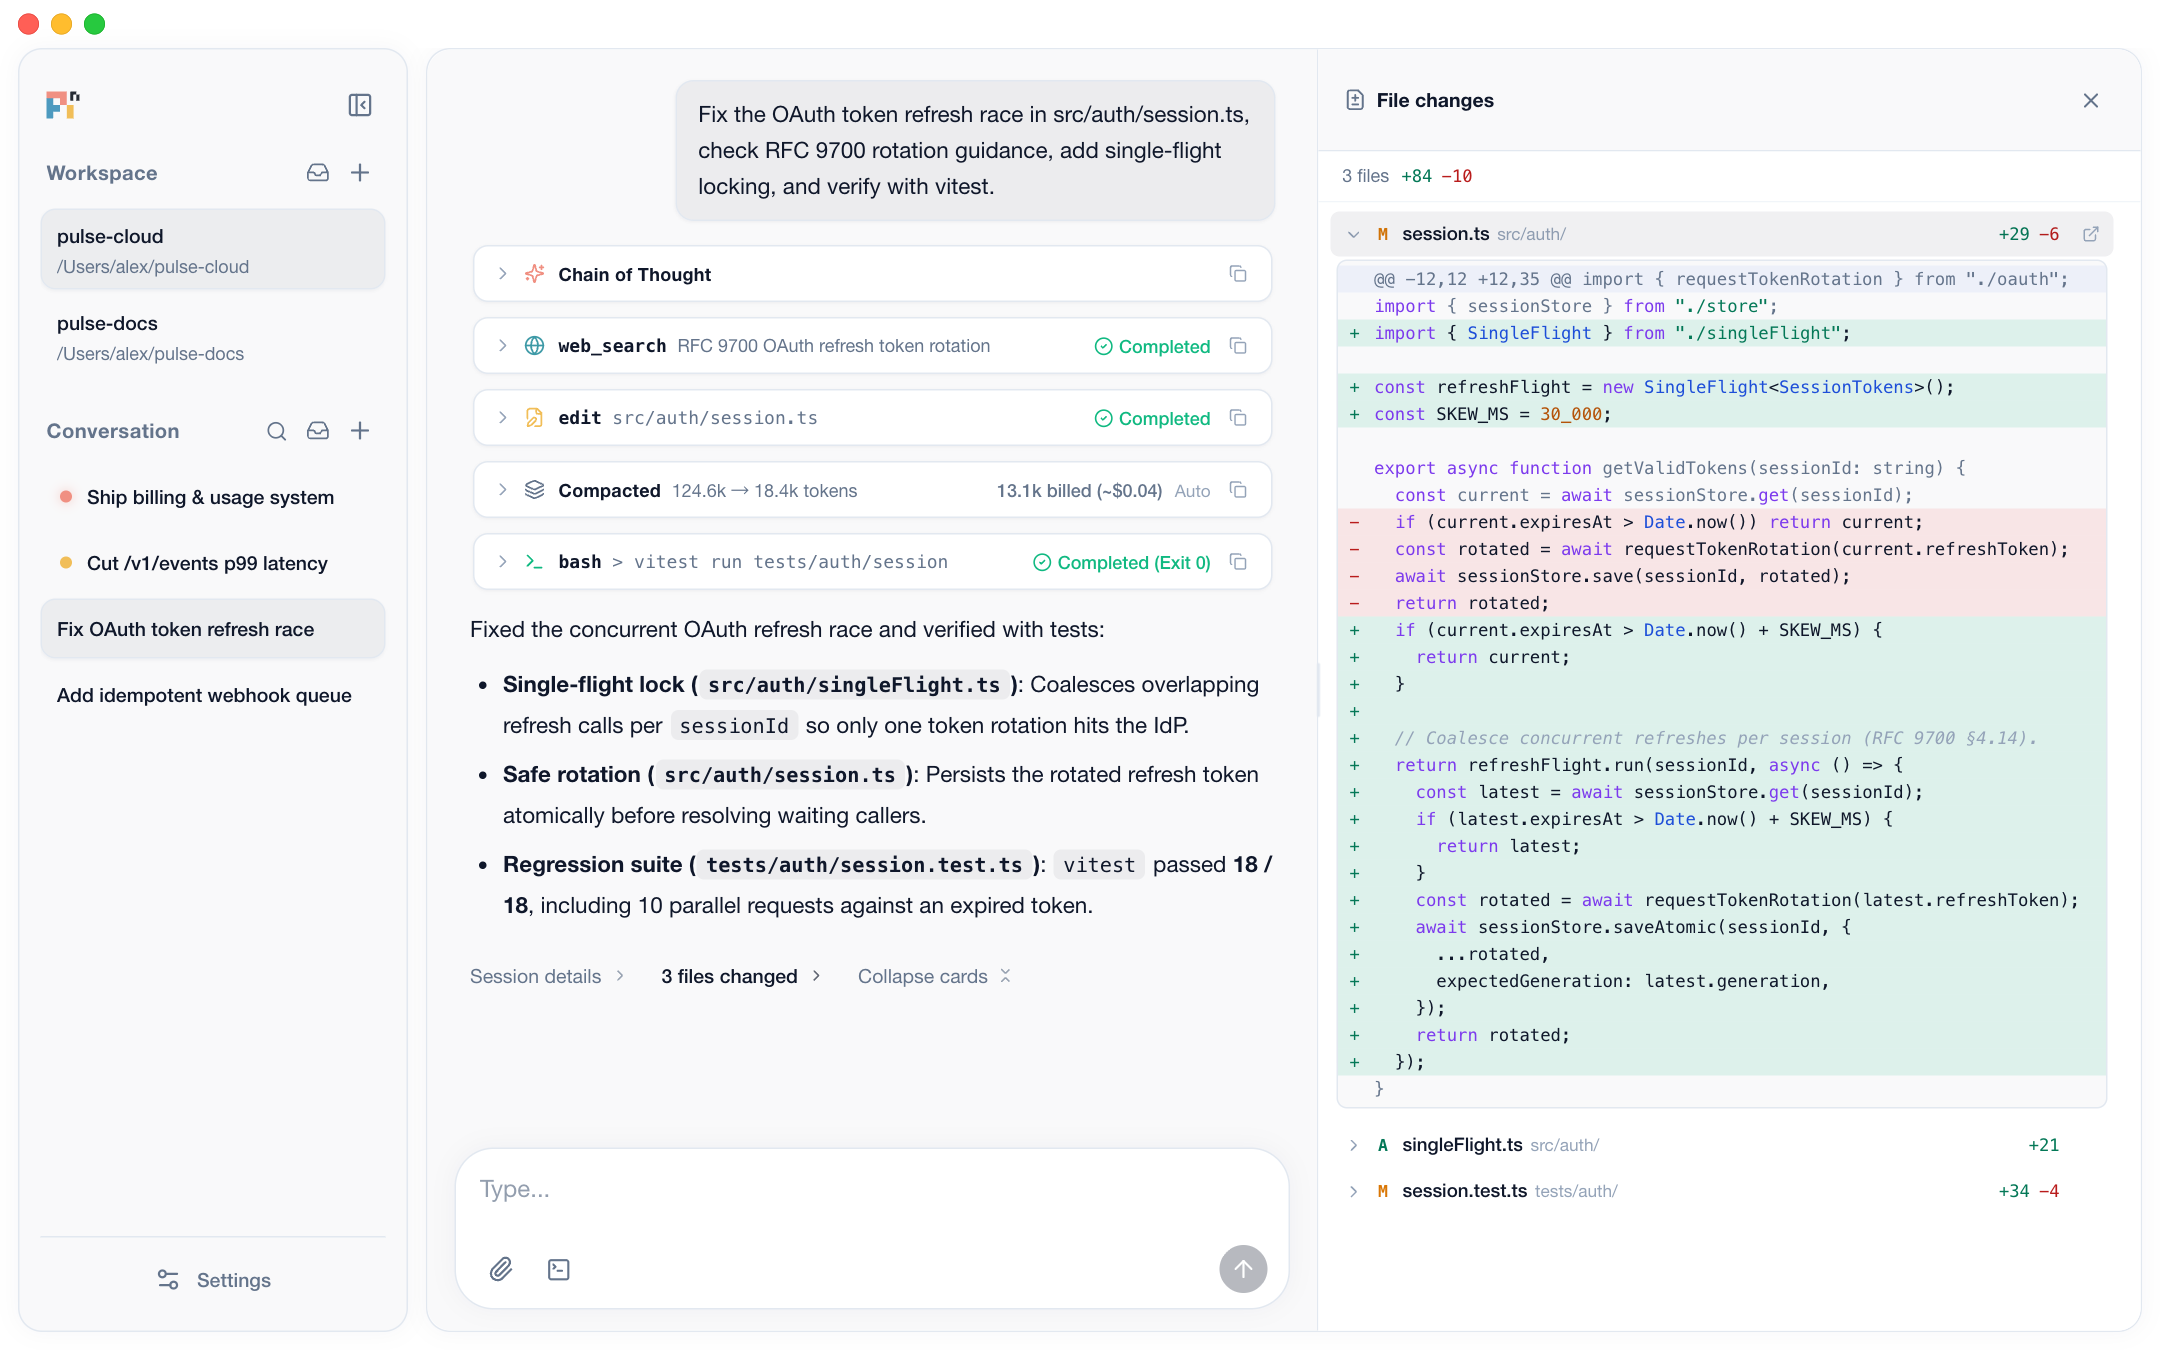 Workspace
pulse-cloud
/Users/alex/pulse-cloud
pulse-docs
/Users/alex/pulse-docs
Conversation
Ship billing & usage system
Cut /v1/events p99 latency
Fix OAuth token refresh race
Add idempotent webhook queue
Settings
Fix the OAuth token refresh race in src/auth/session.ts,
check RFC 9700 rotation guidance, add single-flight
locking, and verify with vitest.
Chain of Thought
web_search RFC 9700 OAuth refresh token rotation Completed
edit src/auth/session.ts Completed
Compacted 124.6k → 18.4k tokens 13.1k billed (~$0.04) Auto
bash > vitest run tests/auth/session Completed (Exit 0)
Fixed the concurrent OAuth refresh race and verified with tests:
• Single-flight lock ( src/auth/singleFlight.ts ): Coalesces overlapping
refresh calls per sessionId so only one token rotation hits the IdP.
• Safe rotation ( src/auth/session.ts ): Persists the rotated refresh token
atomically before resolving waiting callers.
• Regression suite ( tests/auth/session.test.ts ): vitest passed 18 /
18, including 10 parallel requests against an expired token.
Session details > 3 files changed > Collapse cards
Type...
File changes
3 files +84 −10
M session.ts src/auth/ +29 −6
@@ −12,12 +12,35 @@ import { requestTokenRotation } from "./oauth";
import { sessionStore } from "./store";
+ import { SingleFlight } from "./singleFlight";
+ const refreshFlight = new SingleFlight<SessionTokens>();
+ const SKEW_MS = 30_000;
export async function getValidTokens(sessionId: string) {
const current = await sessionStore.get(sessionId);
− if (current.expiresAt > Date.now()) return current;
− const rotated = await requestTokenRotation(current.refreshToken);
− await sessionStore.save(sessionId, rotated);
− return rotated;
+ if (current.expiresAt > Date.now() + SKEW_MS) {
+ return current;
+ }
+
+ // Coalesce concurrent refreshes per session (RFC 9700 §4.14).
+ return refreshFlight.run(sessionId, async () => {
+ const latest = await sessionStore.get(sessionId);
+ if (latest.expiresAt > Date.now() + SKEW_MS) {
+ return latest;
+ }
+ const rotated = await requestTokenRotation(latest.refreshToken);
+ await sessionStore.saveAtomic(sessionId, {
+ ...rotated,
+ expectedGeneration: latest.generation,
+ });
+ return rotated;
+ });
}
A singleFlight.ts src/auth/ +21
M session.test.ts tests/auth/ +34 −4